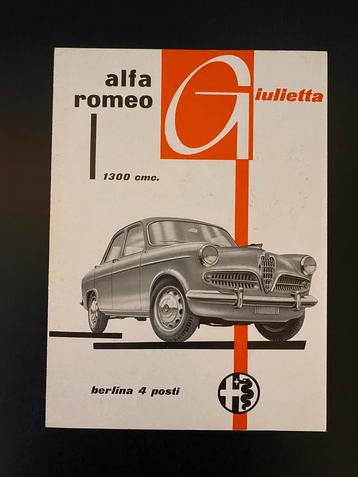 alfa
romeo
Giulietta
1300 cmc.
berlina 4 posti